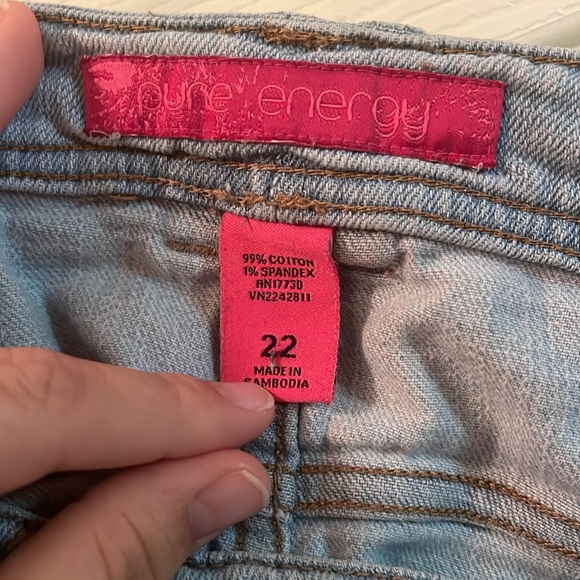 pure energy
99% COTTON
1% SPANDEX
RN17730
VN2242811
22
MADE IN
CAMBODIA